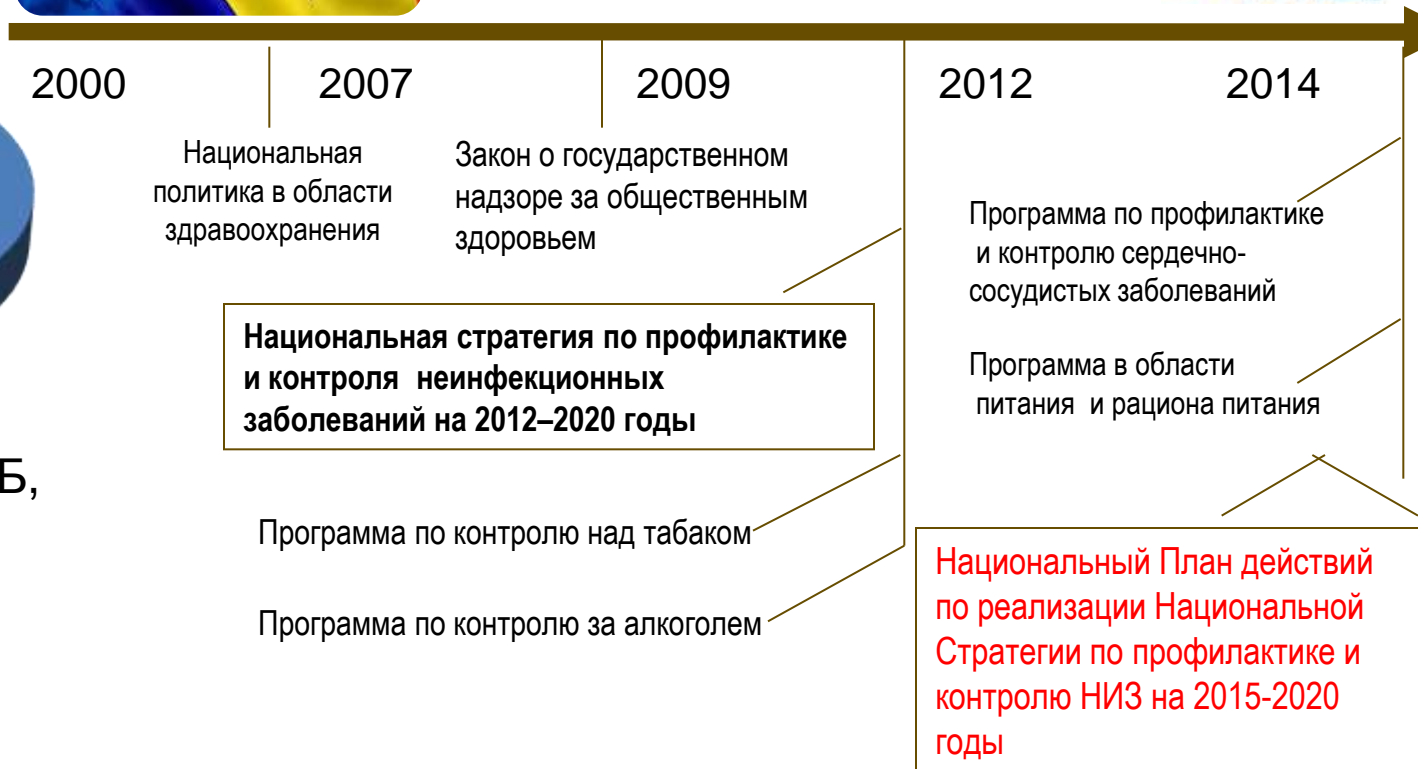 2000
2007
2009
2012
2014
Национальная
политика в области
здравоохранения
Закон о государственном
надзоре за общественным
здоровьем
Программа по профилактике
и контролю сердечно-
сосудистых заболеваний
Национальная стратегия по профилактике
и контроля неинфекционных
заболеваний на 2012–2020 годы
Программа в области
питания и рациона питания
Б,
Программа по контролю над табаком
Программа по контролю за алкоголем
Национальный План действий
по реализации Национальной
Стратегии по профилактике и
контролю НИЗ на 2015-2020
годы